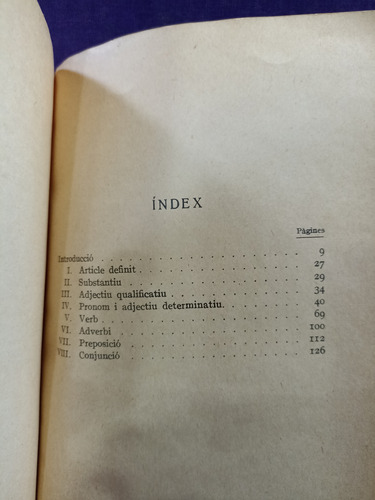 ÍNDEX
Pàgines
Introducció . . . . . . . . . . . . . . . . . 9
I. Article definit . . . . . . . . . . . . . . 27
II. Substantiu . . . . . . . . . . . . . . . 29
III. Adjectiu qualificatiu . . . . . . . . . . 34
IV. Pronom i adjectiu determinatiu. . . . . . 40
V. Verb . . . . . . . . . . . . . . . . . . 69
VI. Adverbi . . . . . . . . . . . . . . . . 100
VII. Preposició . . . . . . . . . . . . . . . 112
VIII. Conjunció . . . . . . . . . . . . . . . 126